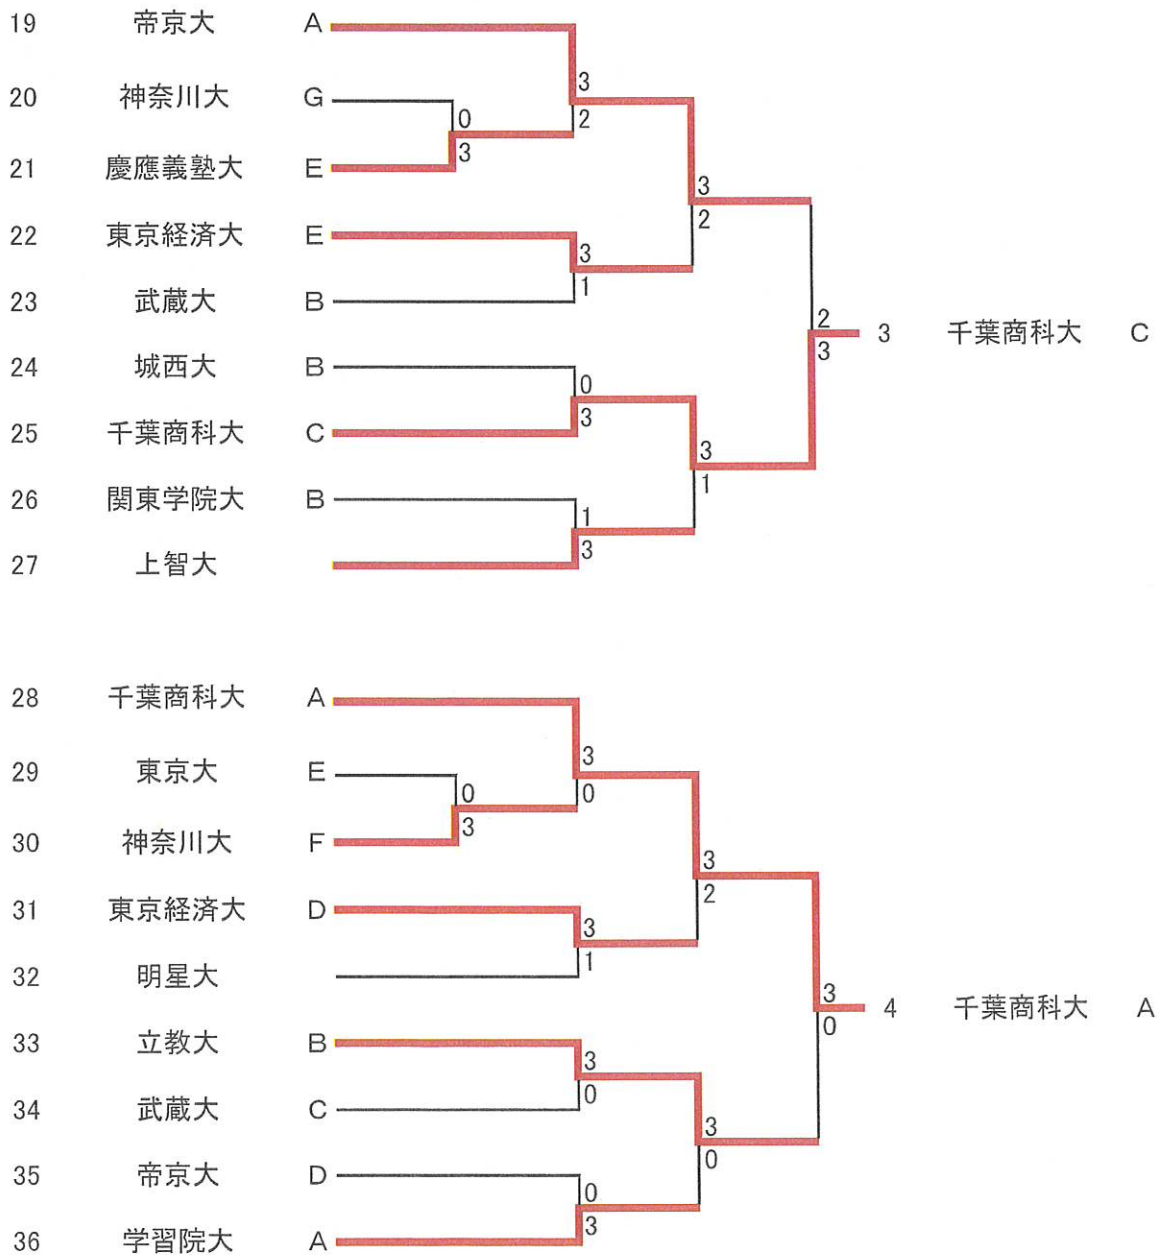 19 帝京大 A
3
20 神奈川大 G
0
2
3
21 慶應義塾大 E
3
2
22 東京経済大 E
3
1
23 武蔵大 B
2
3 千葉商科大 C
3
24 城西大 B
0
3
25 千葉商科大 C
3
1
26 関東学院大 B
1
3
27 上智大
28 千葉商科大 A
3
29 東京大 E
0
0
3
30 神奈川大 F
3
2
31 東京経済大 D
3
1
32 明星大
3
4 千葉商科大 A
0
33 立教大 B
3
0
34 武蔵大 C
3
0
35 帝京大 D
0
3
36 学習院大 A